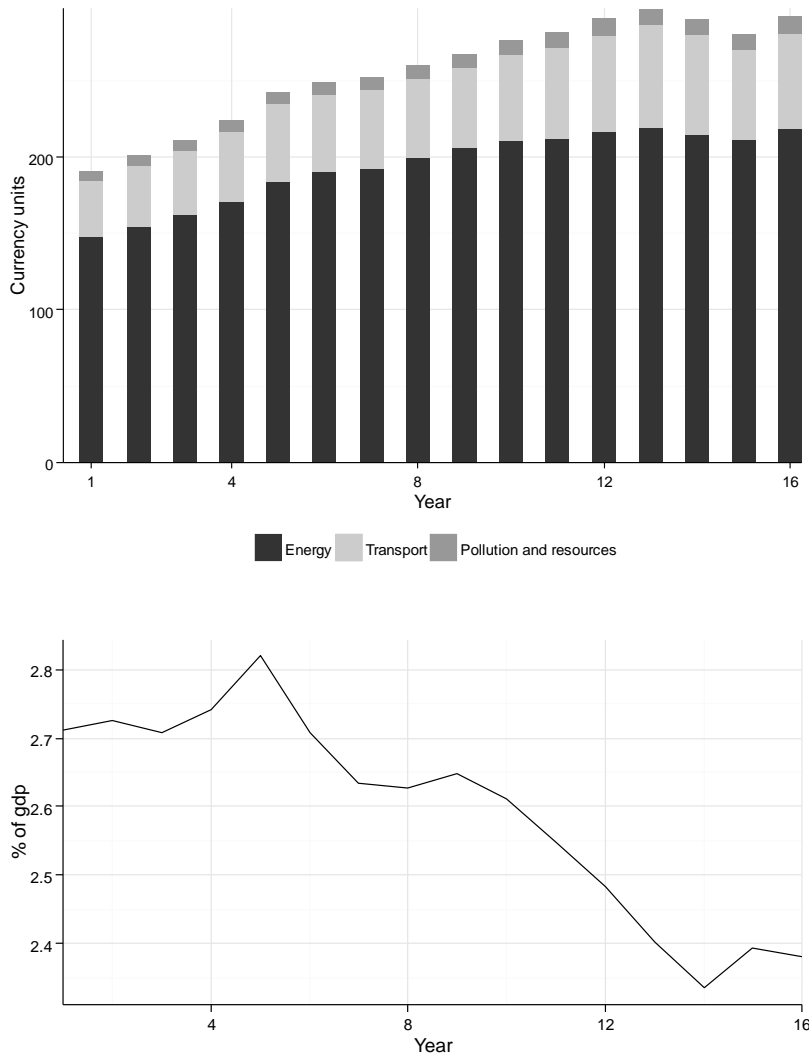 Currency units
200
100
0
1 4 8 12 16
Year
Energy Transport Pollution and resources
% of gdp
2.8
2.7
2.6
2.5
2.4
4 8 12 16
Year